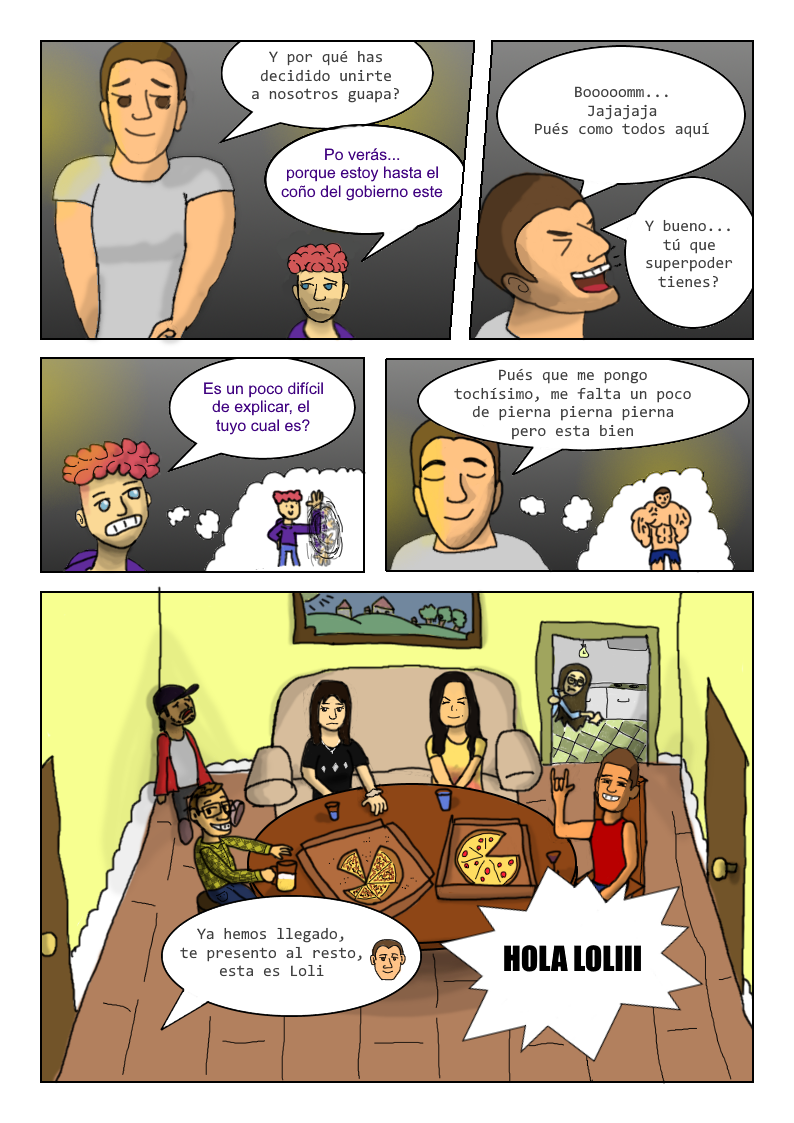 Y por qué has
decidido unirte
a nosotros guapa?
Po verás...
porque estoy hasta el
coño del gobierno este
Booooomm...
Jajajaja
Pués como todos aquí
Y bueno...
tú que
superpoder
tienes?
Es un poco difícil
de explicar, el
tuyo cual es?
Pués que me pongo
tochísimo, me falta un poco
de pierna pierna pierna
pero esta bien
Ya hemos llegado,
te presento al resto,
esta es Loli
HOLA LOLIII